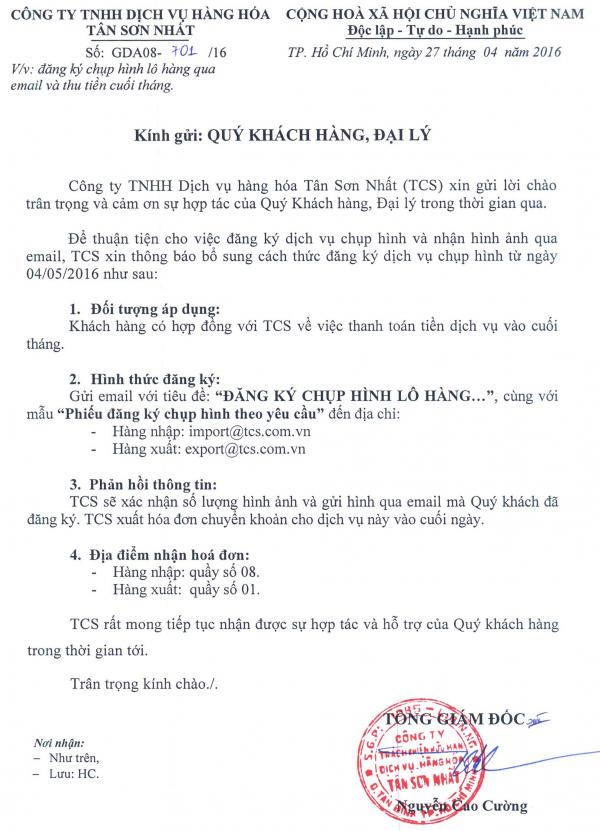 CÔNG TY TNHH DỊCH VỤ HÀNG HÓA
TÂN SƠN NHẤT
Số: GDA08- 701 /16
V/v: đăng ký chụp hình lô hàng qua
email và thu tiền cuối tháng.
CỘNG HOÀ XÃ HỘI CHỦ NGHĨA VIỆT NAM
Độc lập - Tự do - Hạnh phúc
TP. Hồ Chí Minh, ngày 27 tháng 04 năm 2016
Kính gửi: QUÝ KHÁCH HÀNG, ĐẠI LÝ
Công ty TNHH Dịch vụ hàng hóa Tân Sơn Nhất (TCS) xin gửi lời chào
trân trọng và cảm ơn sự hợp tác của Quý Khách hàng, Đại lý trong thời gian qua.
Để thuận tiện cho việc đăng ký dịch vụ chụp hình và nhận hình ảnh qua
email, TCS xin thông báo bổ sung cách thức đăng ký dịch vụ chụp hình từ ngày
04/05/2016 như sau:
1. Đối tượng áp dụng:
Khách hàng có hợp đồng với TCS về việc thanh toán tiền dịch vụ vào cuối
tháng.
2. Hình thức đăng ký:
Gửi email với tiêu đề: “ĐĂNG KÝ CHỤP HÌNH LÔ HÀNG…”, cùng với
mẫu “Phiếu đăng ký chụp hình theo yêu cầu” đến địa chỉ:
- Hàng nhập: import@tcs.com.vn
- Hàng xuất: export@tcs.com.vn
3. Phản hồi thông tin:
TCS sẽ xác nhận số lượng hình ảnh và gửi hình qua email mà Quý khách đã
đăng ký. TCS xuất hóa đơn chuyển khoản cho dịch vụ này vào cuối ngày.
4. Địa điểm nhận hoá đơn:
- Hàng nhập: quầy số 08.
- Hàng xuất: quầy số 01.
TCS rất mong tiếp tục nhận được sự hợp tác và hỗ trợ của Quý khách hàng
trong thời gian tới.
Trân trọng kính chào./.
TỔNG GIÁM ĐỐC
CÔNG TY
TRÁCH NHIỆM HỮU HẠN
DỊCH VỤ HÀNG HÓA
TÂN SƠN NHẤT
Q. TÂN BÌNH T.P. HỒ CHÍ MINH
Nguyễn Cao Cường
Nơi nhận:
– Như trên,
– Lưu: HC.